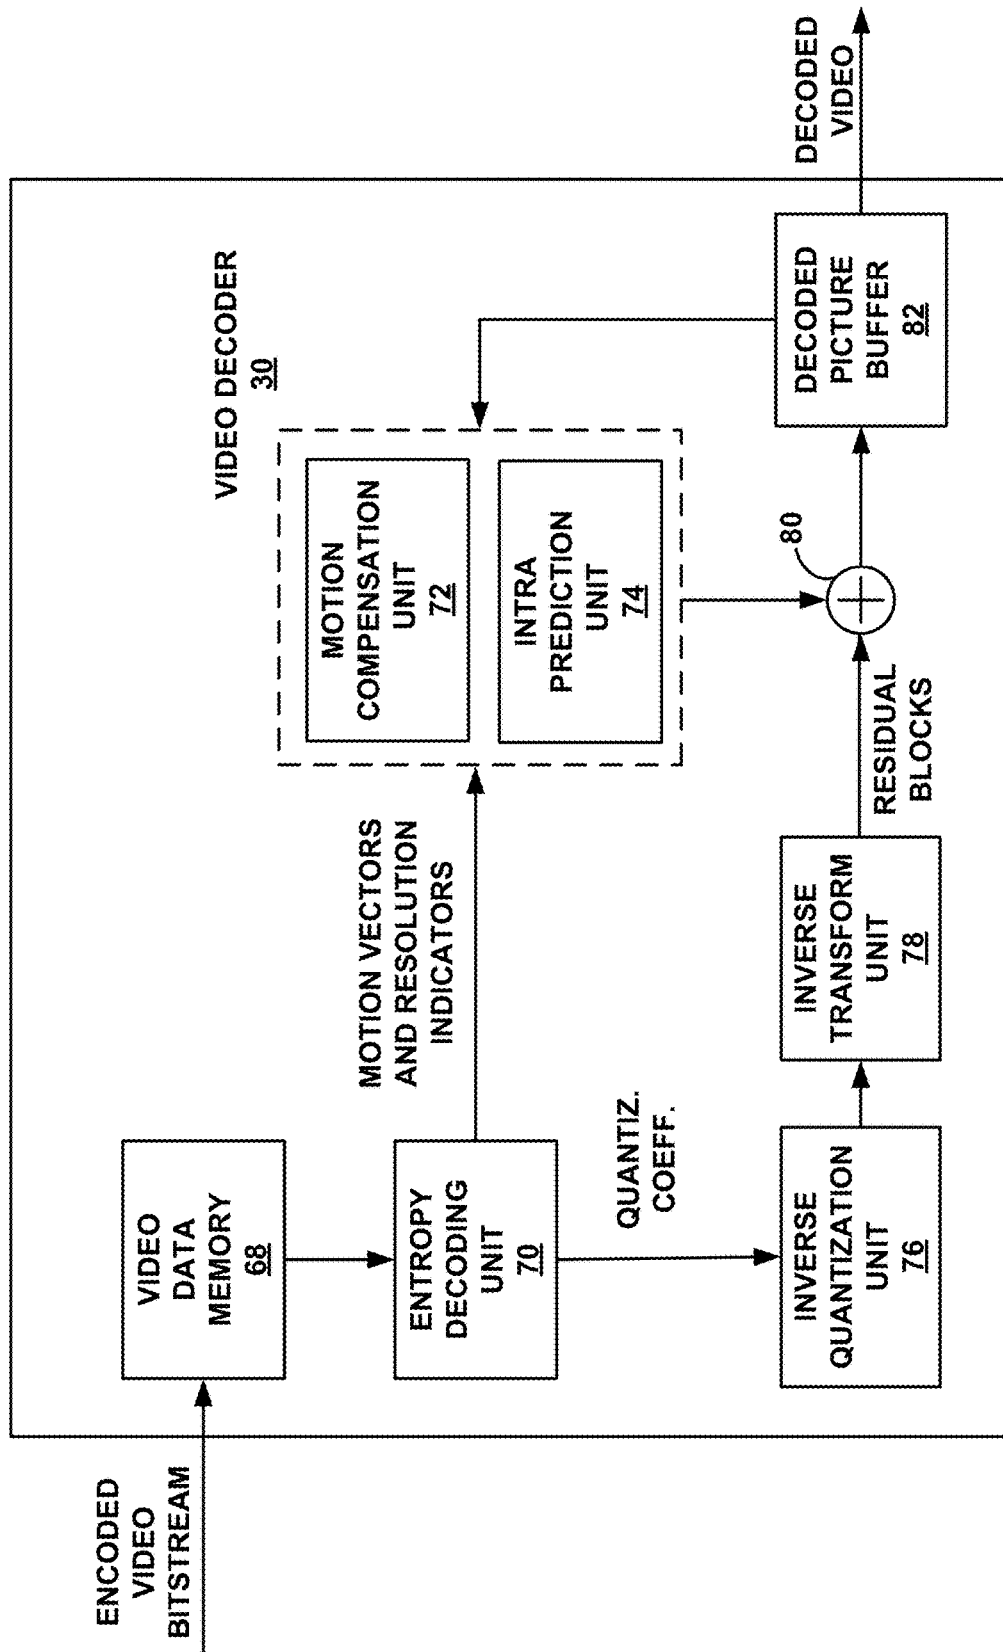 VIDEO DECODER
30
ENCODED
VIDEO
BITSTREAM
VIDEO
DATA
MEMORY
68
ENTROPY
DECODING
UNIT
70
MOTION VECTORS
AND RESOLUTION
INDICATORS
MOTION
COMPENSATION
UNIT
72
INTRA
PREDICTION
UNIT
74
QUANTIZ.
COEFF.
INVERSE
QUANTIZATION
UNIT
76
INVERSE
TRANSFORM
UNIT
78
RESIDUAL
BLOCKS
80
DECODED
PICTURE
BUFFER
82
DECODED
VIDEO